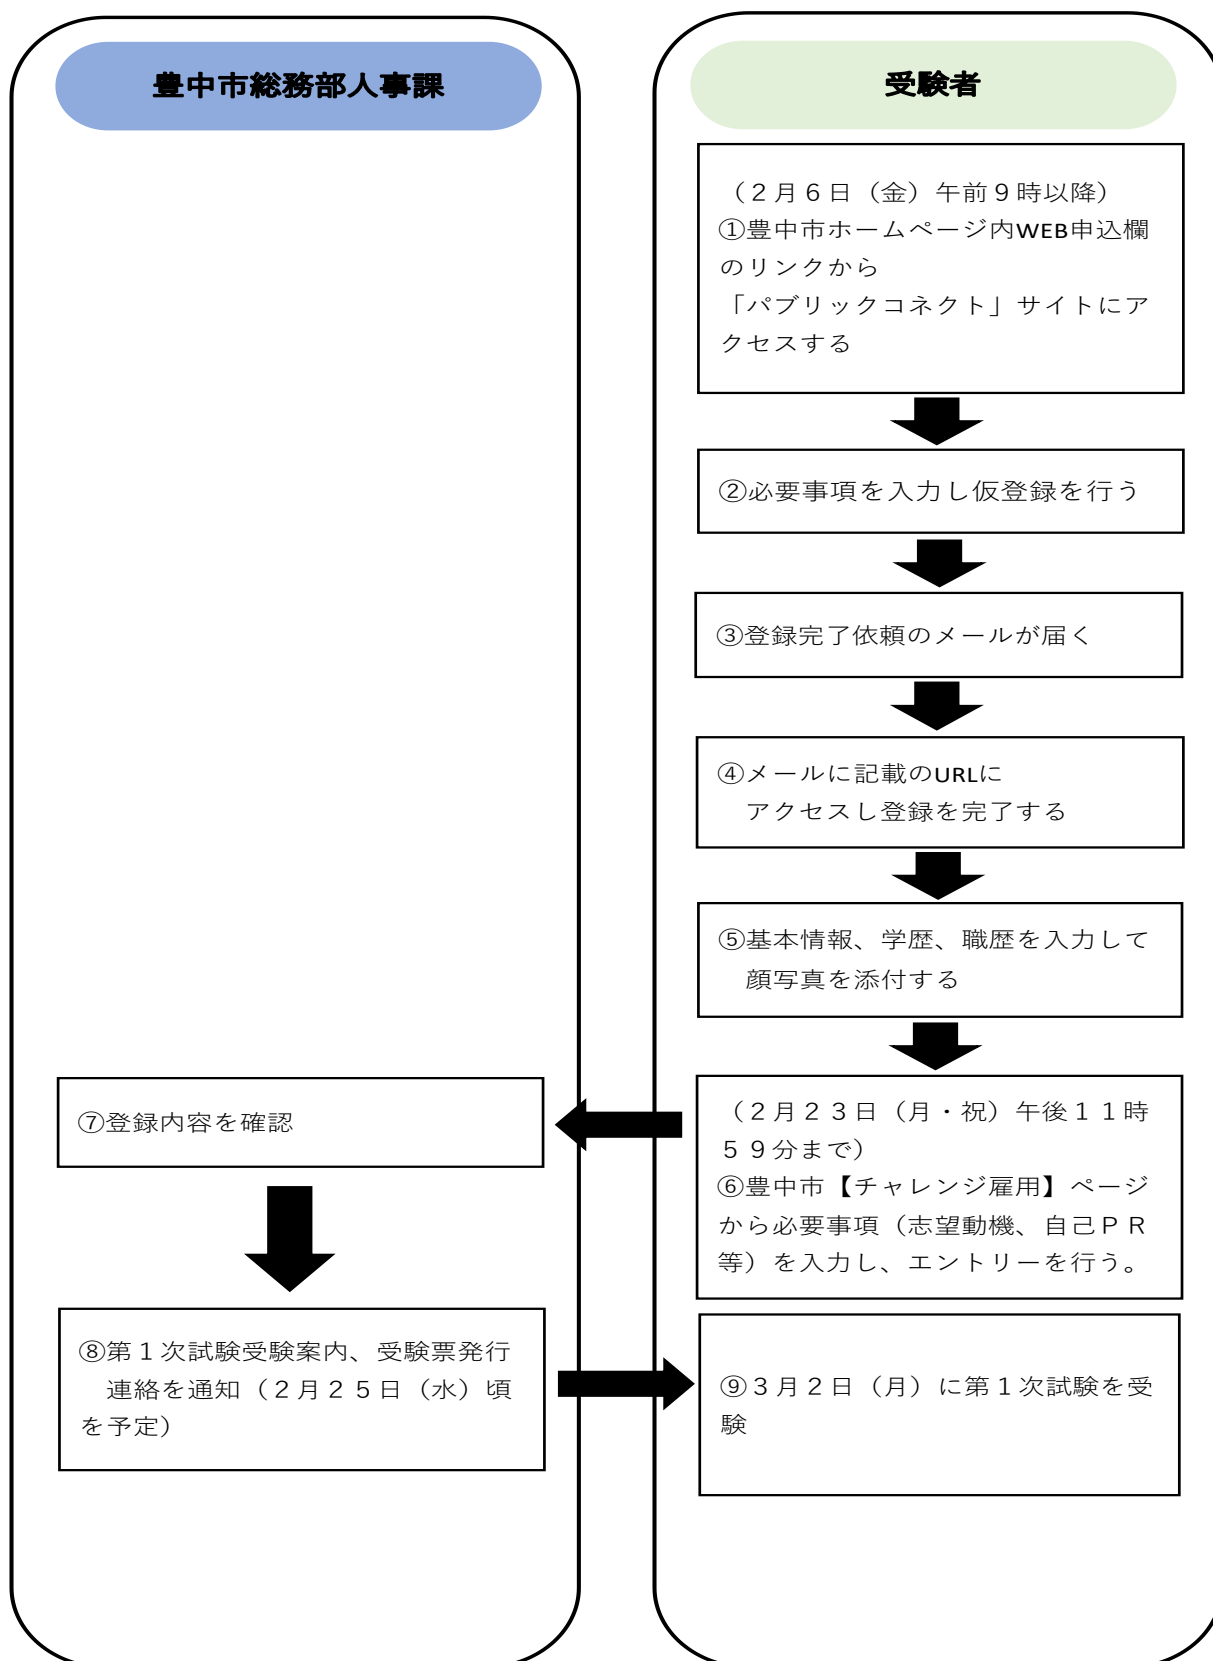 豊中市総務部人事課
受験者
（２月６日（金）午前９時以降）
①豊中市ホームページ内WEB申込欄
のリンクから
「パブリックコネクト」サイトにア
クセスする
②必要事項を入力し仮登録を行う
③登録完了依頼のメールが届く
④メールに記載のURLに
アクセスし登録を完了する
⑤基本情報、学歴、職歴を入力して
顔写真を添付する
（２月２３日（月・祝）午後１１時
５９分まで）
⑥豊中市【チャレンジ雇用】ページ
から必要事項（志望動機、自己ＰＲ
等）を入力し、エントリーを行う。
⑦登録内容を確認
⑧第１次試験受験案内、受験票発行
連絡を通知（２月２５日（水）頃
を予定）
⑨３月２日（月）に第１次試験を受
験